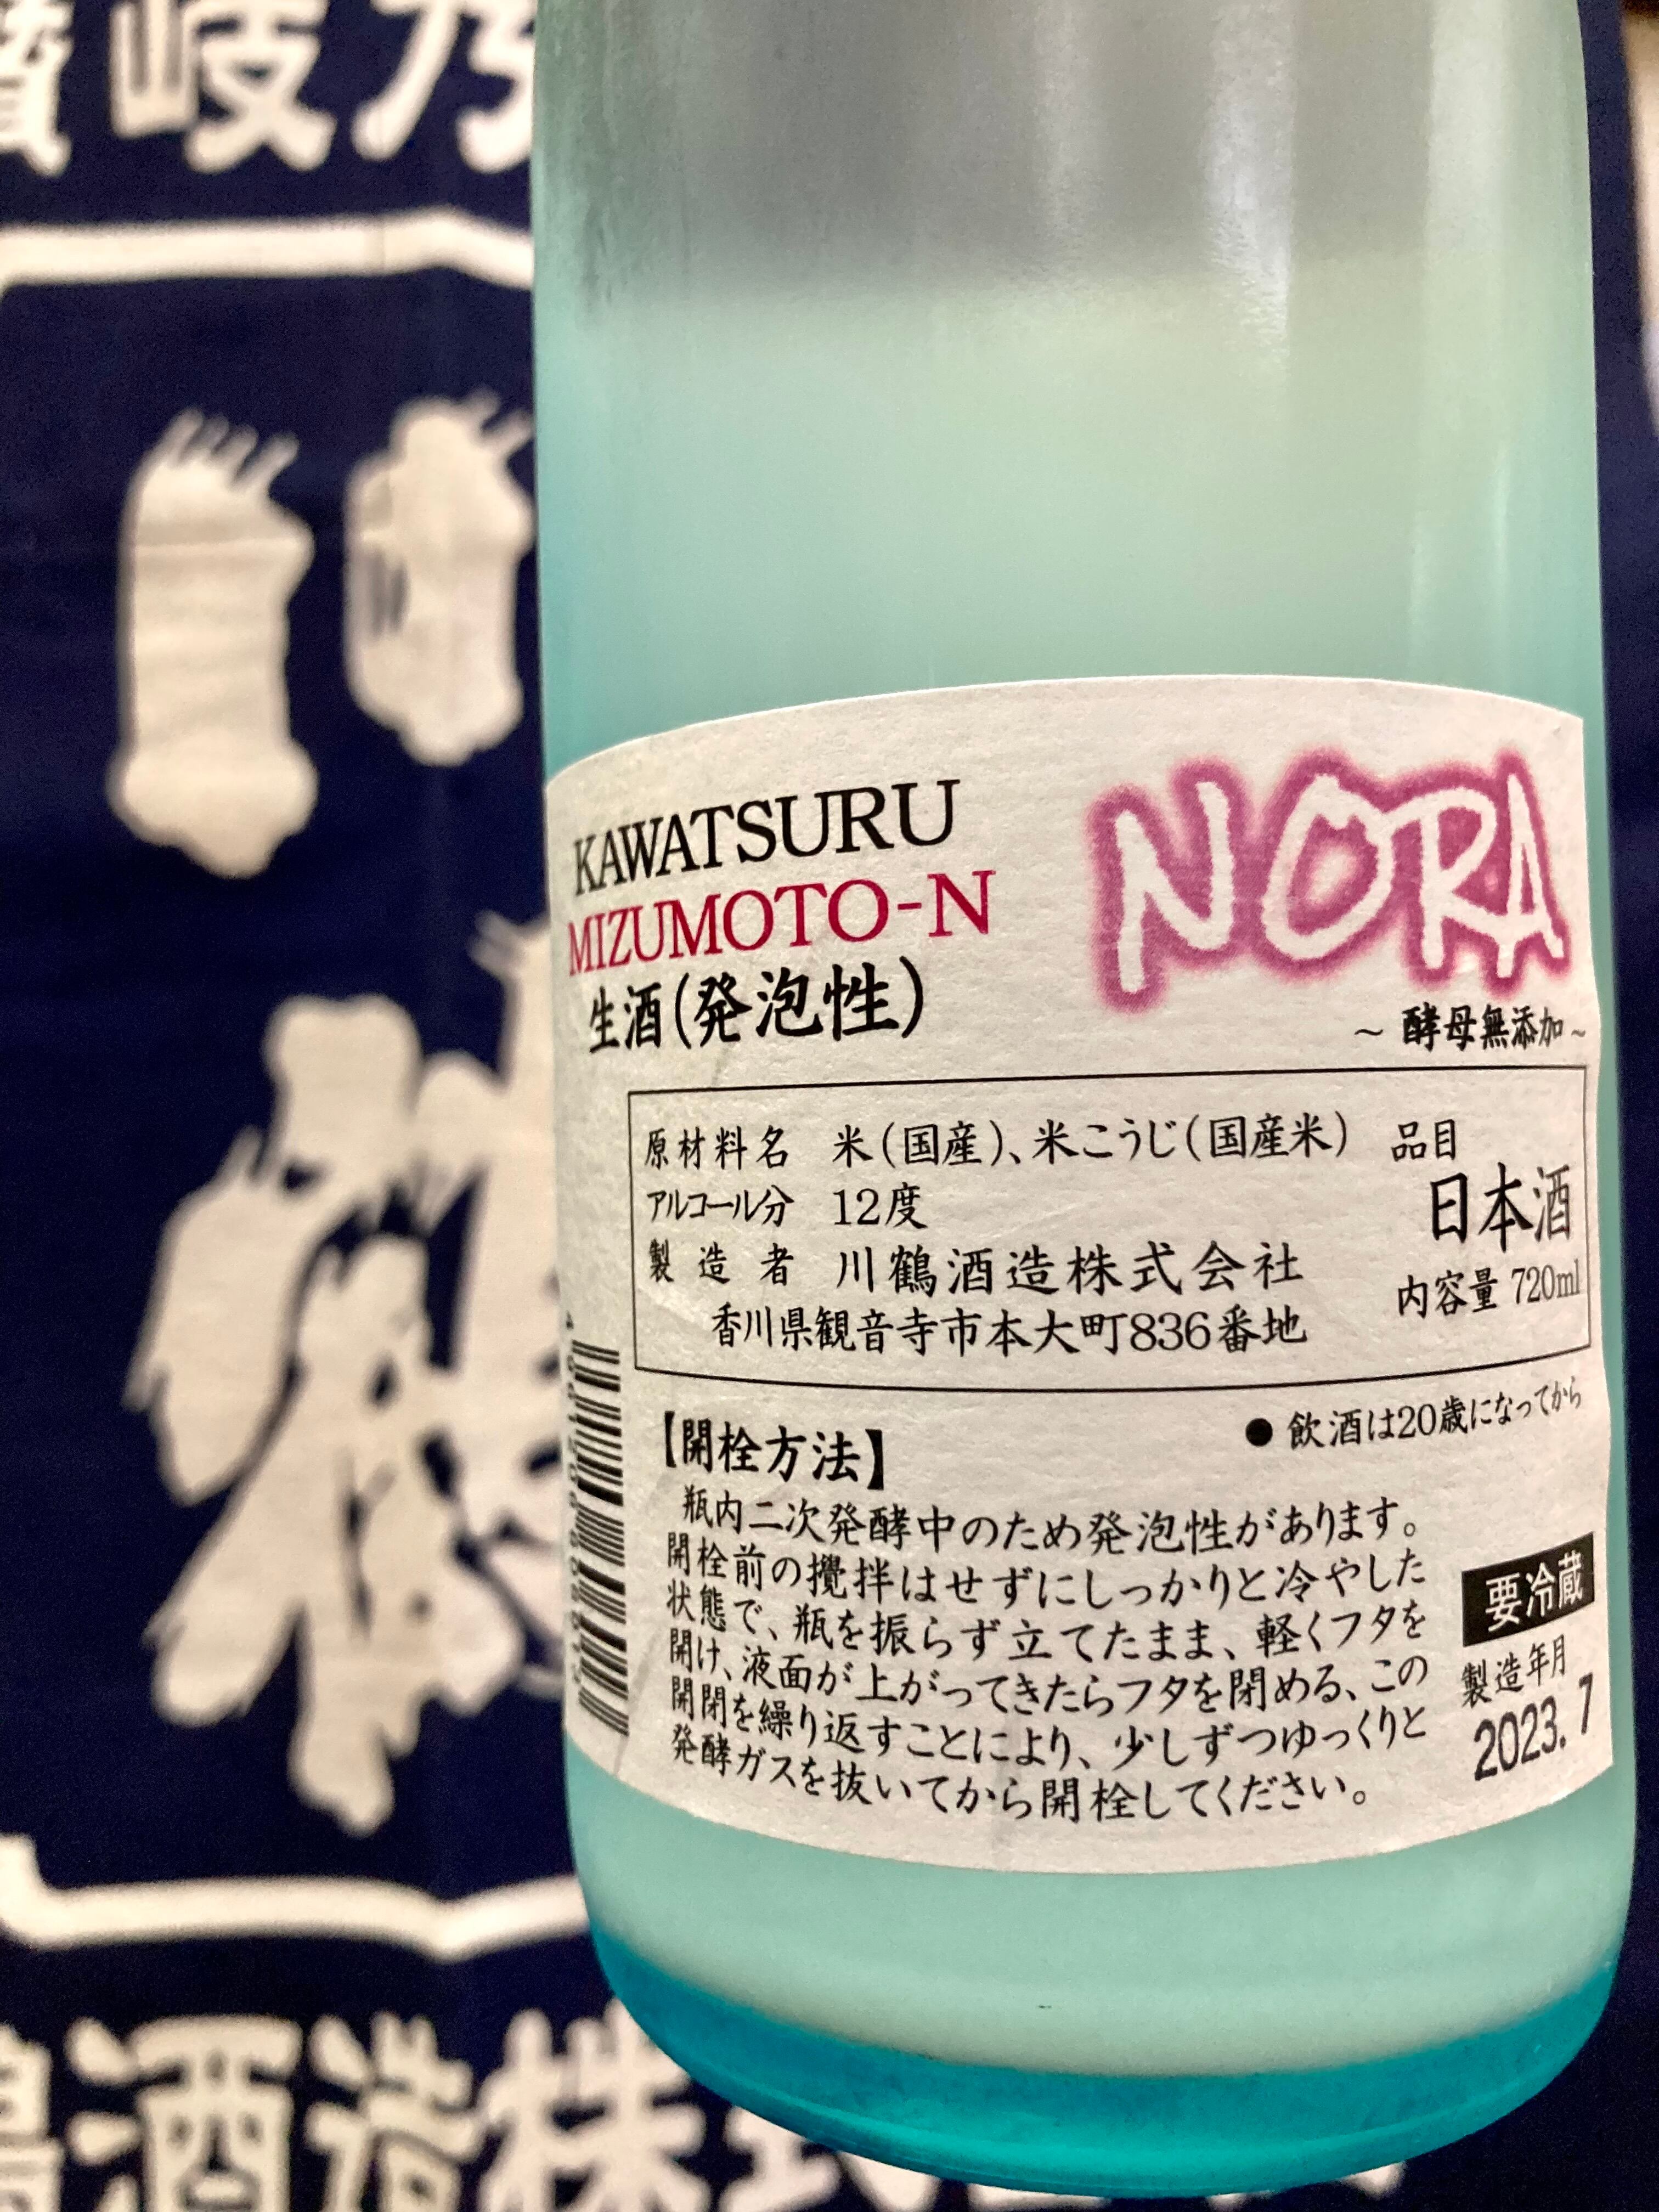 讃岐乃
川
鶴
鶴酒造株式会
KAWATSURU
MIZUMOTO-N
生酒(発泡性)
NORA
~ 酵母無添加 ~
原材料名 米(国産)、米こうじ(国産米)
品目
アルコール分 12度
日本酒
製造者 川鶴酒造株式会社
内容量 720ml
香川県観音寺市本大町836番地
● 飲酒は20歳になってから
【開栓方法】
瓶内二次発酵中のため発泡性があります。
開栓前の攪拌はせずにしっかりと冷やした
状態で、瓶を振らず立てたまま、軽くフタを
開け、液面が上がってきたらフタを閉める、この
開閉を繰り返すことにより、少しずつゆっくりと
発酵ガスを抜いてから開栓してください。
要冷蔵
製造年月
2023.7